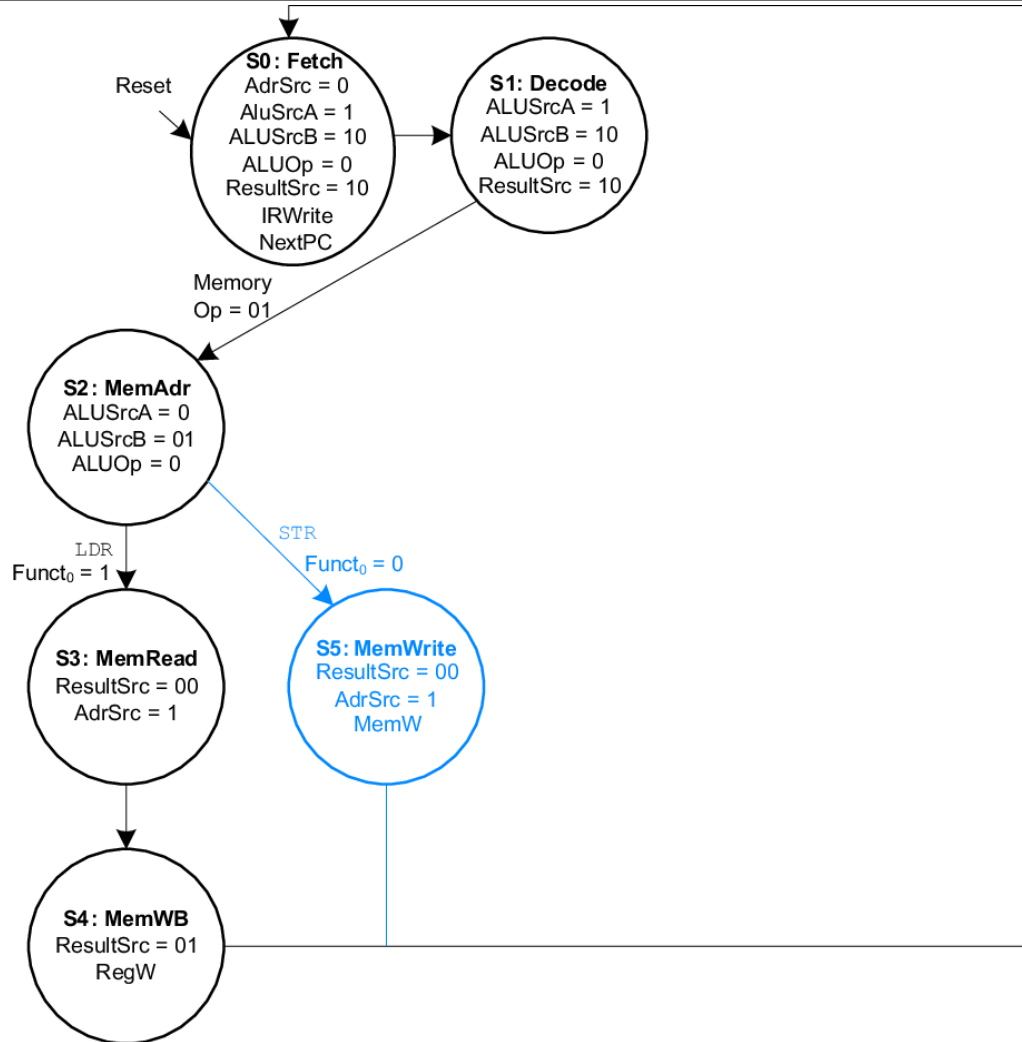 Reset
S0: Fetch
AdrSrc = 0
AluSrcA = 1
ALUSrcB = 10
ALUOp = 0
ResultSrc = 10
IRWrite
NextPC
S1: Decode
ALUSrcA = 1
ALUSrcB = 10
ALUOp = 0
ResultSrc = 10
Memory
Op = 01
S2: MemAdr
ALUSrcA = 0
ALUSrcB = 01
ALUOp = 0
LDR
Funct₀ = 1
STR
Funct₀ = 0
S3: MemRead
ResultSrc = 00
AdrSrc = 1
S5: MemWrite
ResultSrc = 00
AdrSrc = 1
MemW
S4: MemWB
ResultSrc = 01
RegW